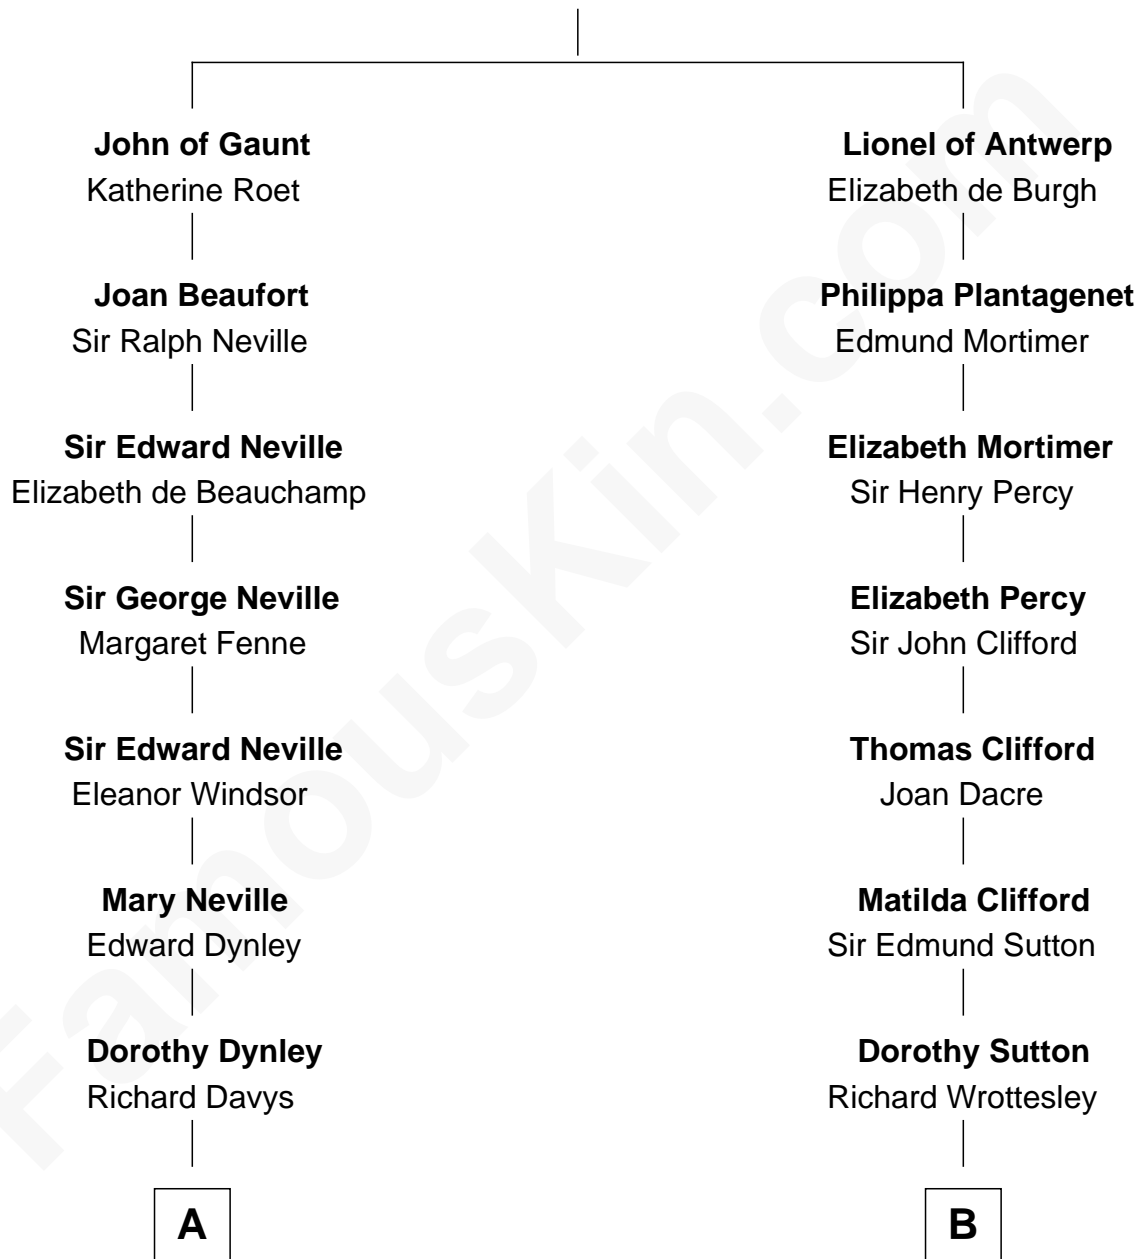 John of Gaunt
Katherine Roet
Joan Beaufort
Sir Ralph Neville
Sir Edward Neville
Elizabeth de Beauchamp
Sir George Neville
Margaret Fenne
Sir Edward Neville
Eleanor Windsor
Mary Neville
Edward Dynley
Dorothy Dynley
Richard Davys
A
Lionel of Antwerp
Elizabeth de Burgh
Philippa Plantagenet
Edmund Mortimer
Elizabeth Mortimer
Sir Henry Percy
Elizabeth Percy
Sir John Clifford
Thomas Clifford
Joan Dacre
Matilda Clifford
Sir Edmund Sutton
Dorothy Sutton
Richard Wrottesley
B
FamousKin.com